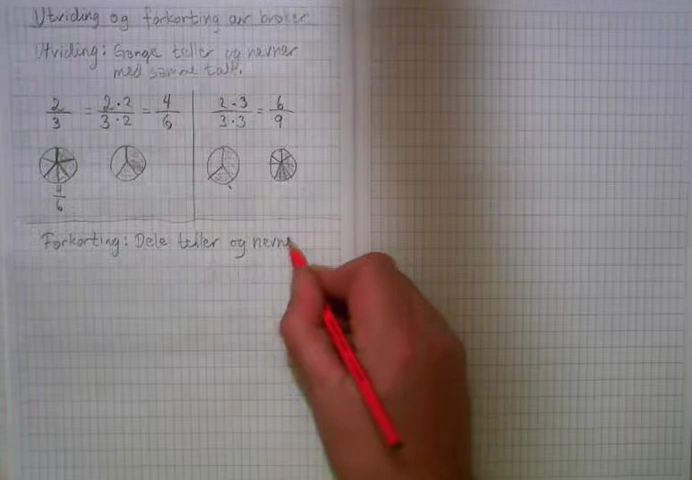 Utviding og forkorting av brøker
Utviding: Gange teller og nevner
med samme tall.
2/3 = 2·2/3·2 = 4/6
2·3/3·3 = 6/9
4/6
Forkorting: Dele teller og nevne